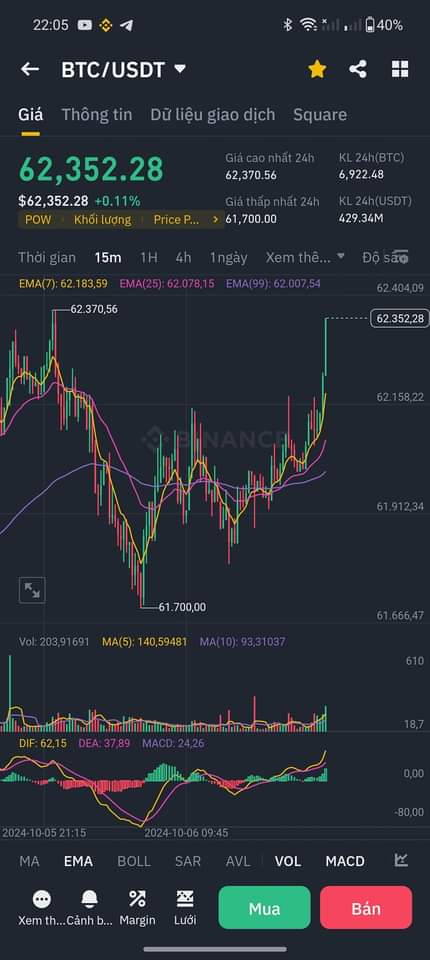 22:05 40%
BTC/USDT
Giá Thông tin Dữ liệu giao dịch Square
62,352.28
$62,352.28 +0.11%
POW Khối lượng Price P...
Giá cao nhất 24h KL 24h(BTC)
62,370.56 6,922.48
Giá thấp nhất 24h KL 24h(USDT)
61,700.00 429.34M
Thời gian 15m 1H 4h 1ngày Xem thê... Độ sâu
EMA(7): 62.183,59 EMA(25): 62.078,15 EMA(99): 62.007,54
62.404,09
62.370,56
62.352,28
62.158,22
BINANCE
61.912,34
61.700,00
61.666,47
Vol: 203,91691 MA(5): 140,59481 MA(10): 93,31037
610
18,7
DIF: 62,15 DEA: 37,89 MACD: 24,26
0,00
-80,00
2024-10-05 21:15 2024-10-06 09:45
MA EMA BOLL SAR AVL VOL MACD
Xem th... Cảnh b... Margin Lưới Mua Bán